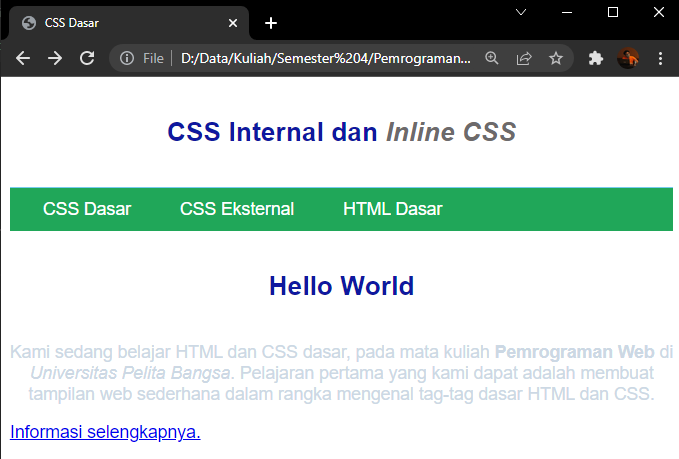 CSS Dasar
File D:/Data/Kuliah/Semester%204/Pemrograman...
CSS Internal dan Inline CSS
CSS Dasar CSS Eksternal HTML Dasar
Hello World
Kami sedang belajar HTML dan CSS dasar, pada mata kuliah Pemrograman Web di
Universitas Pelita Bangsa. Pelajaran pertama yang kami dapat adalah membuat
tampilan web sederhana dalam rangka mengenal tag-tag dasar HTML dan CSS.
Informasi selengkapnya.